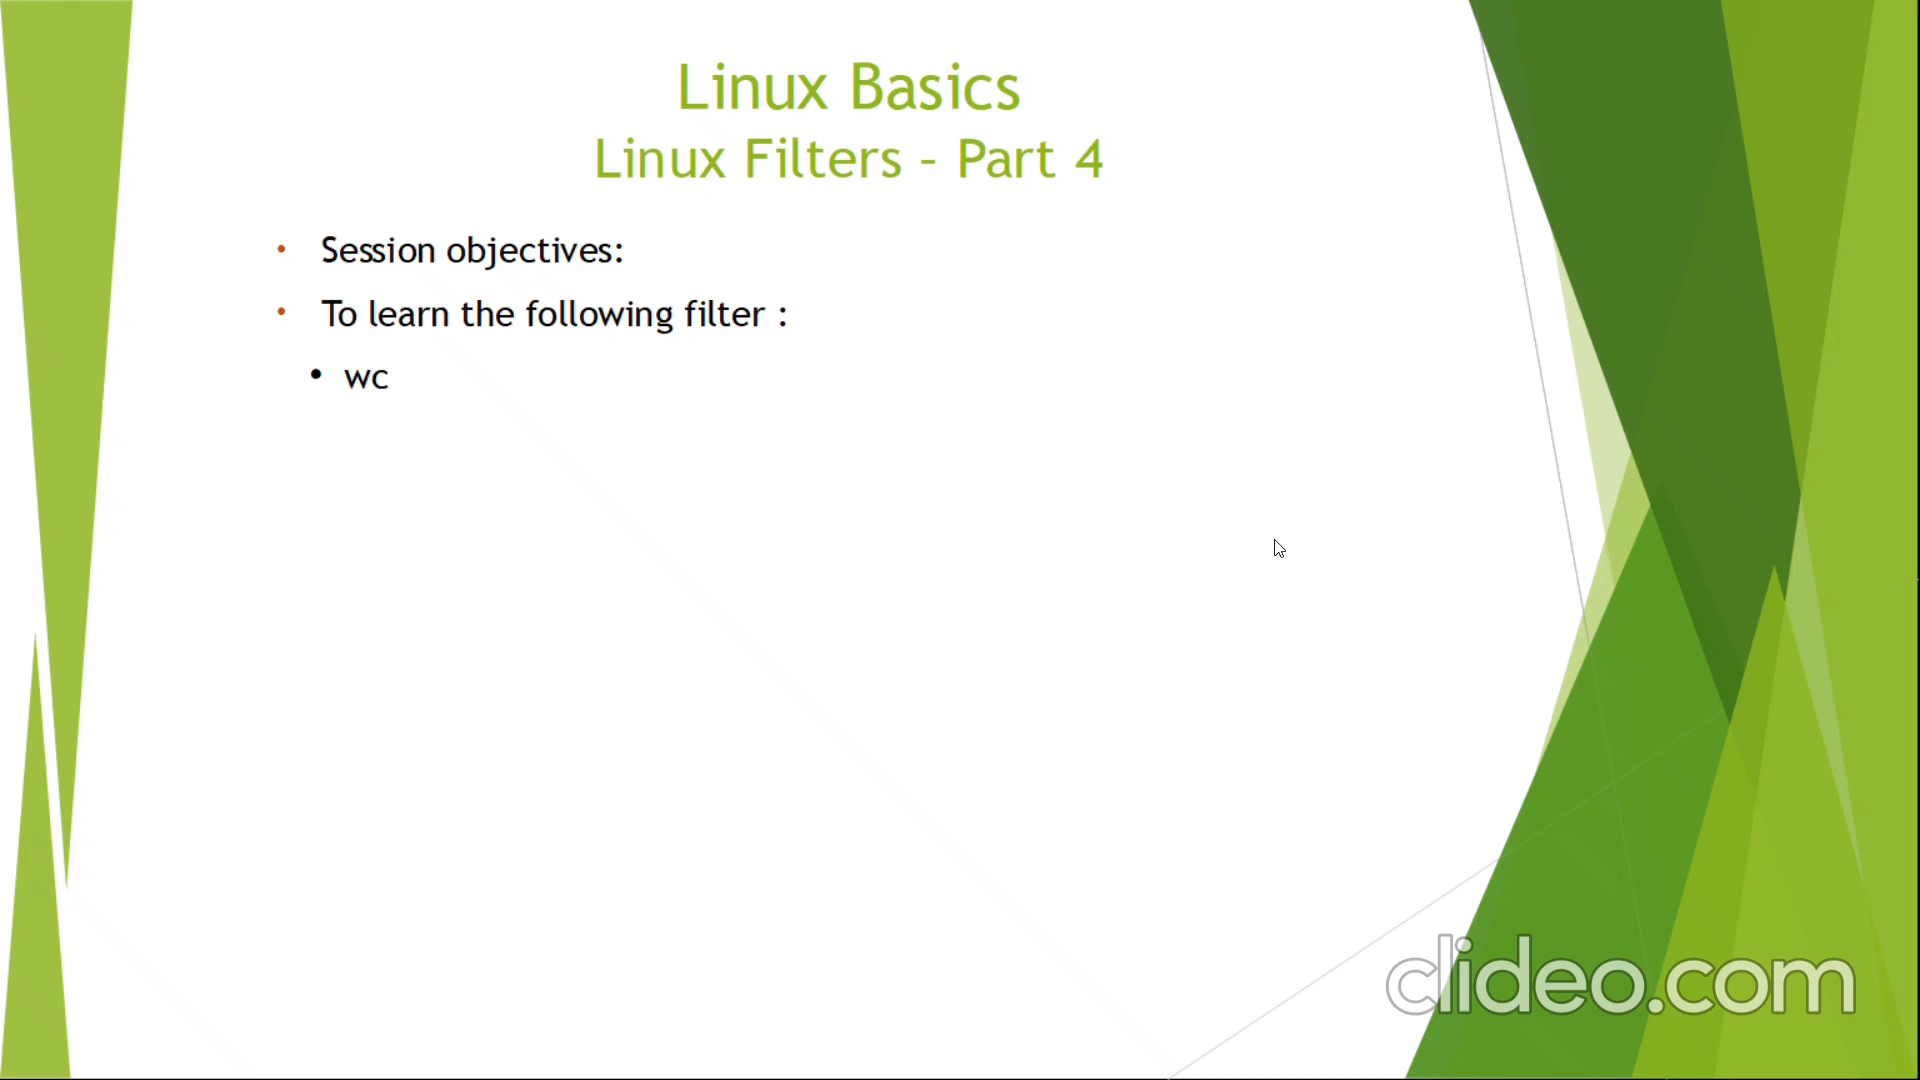 Linux Basics
Linux Filters – Part 4
• Session objectives:
• To learn the following filter :
• wc
clideo.com